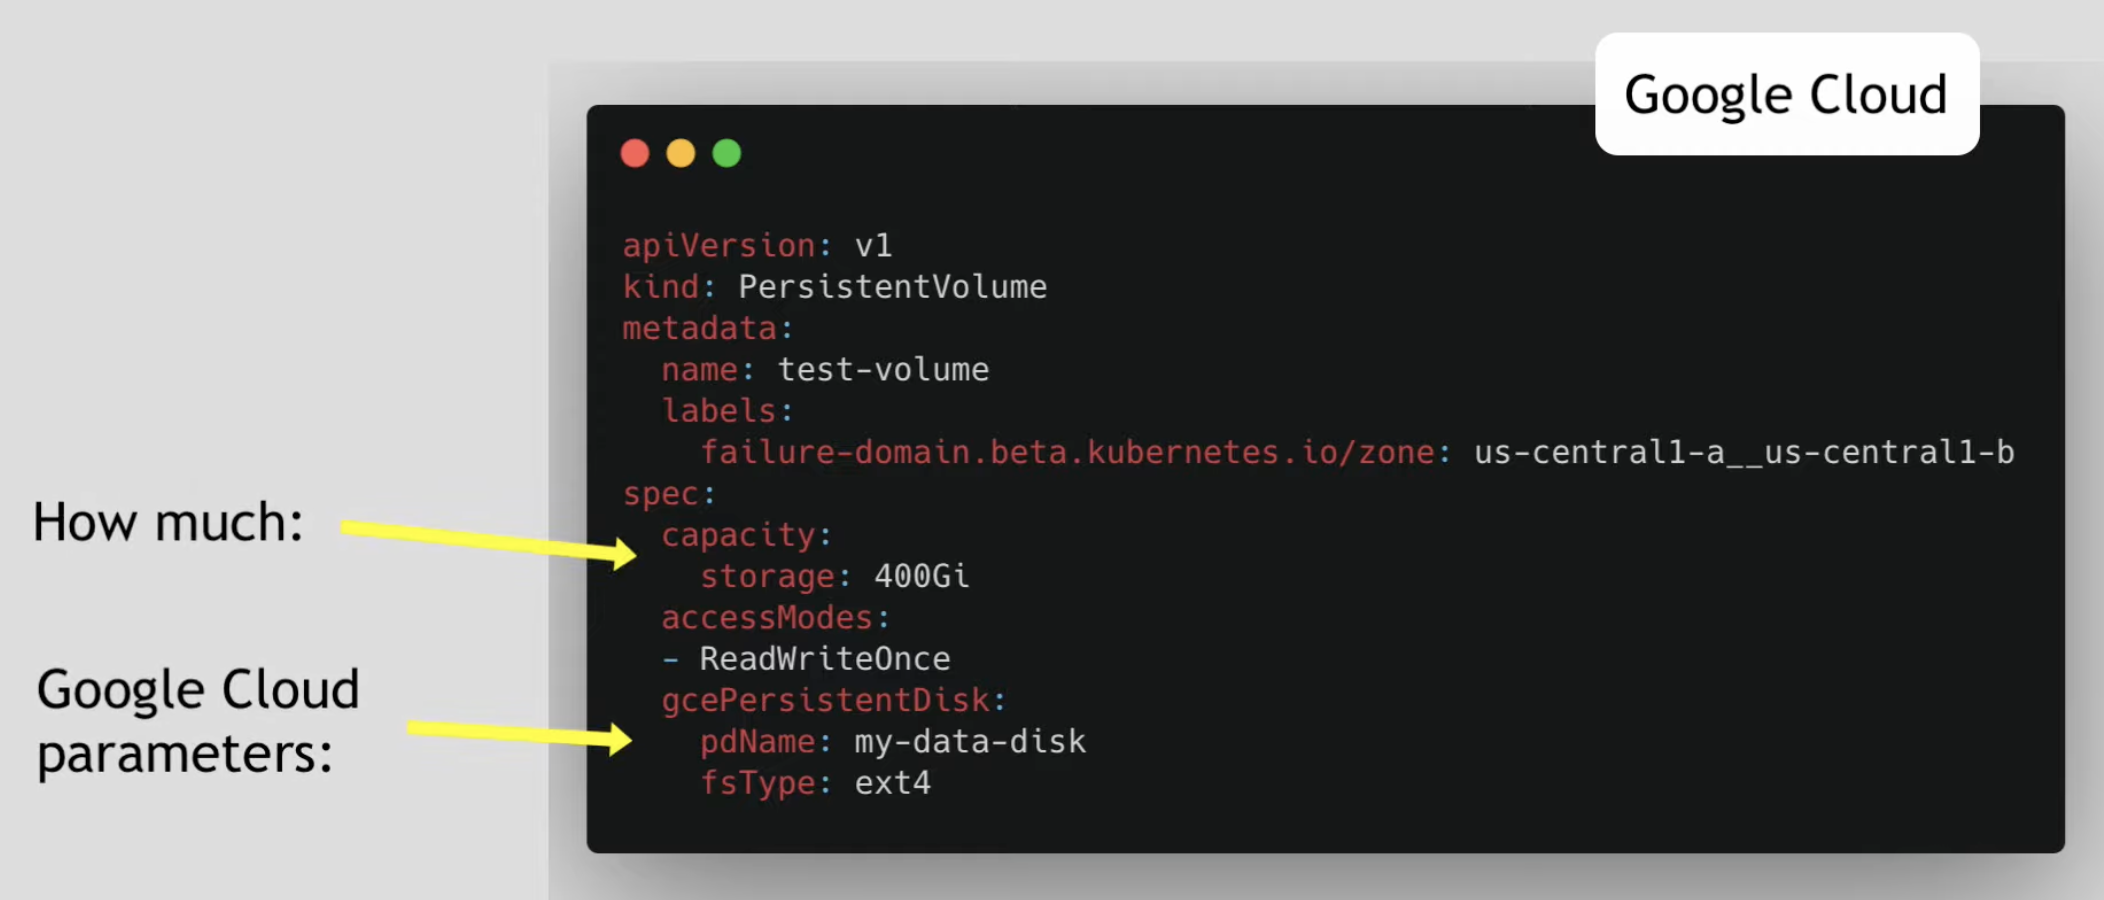 Google Cloud
apiVersion: v1
kind: PersistentVolume
metadata:
  name: test-volume
  labels:
    failure-domain.beta.kubernetes.io/zone: us-central1-a__us-central1-b
spec:
How much:
  capacity:
    storage: 400Gi
  accessModes:
  - ReadWriteOnce
Google Cloud
parameters:
  gcePersistentDisk:
    pdName: my-data-disk
    fsType: ext4